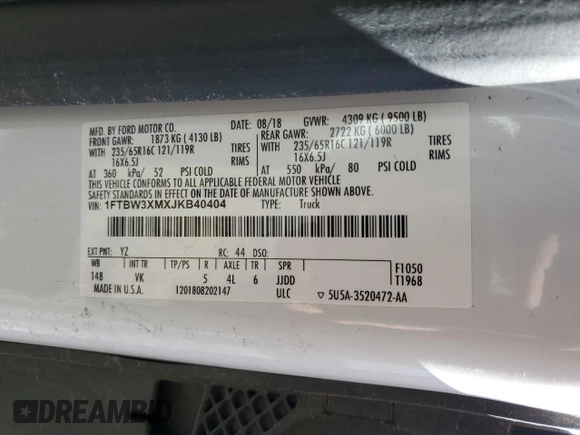 MFD. BY FORD MOTOR CO. 08/18 GVWR: 4309 KG ( 9500 LB)
FRONT GAWR: 1873 KG ( 4130 LB) REAR GAWR: 2722 KG ( 6000 LB)
WITH 235/65R16C 121/119R TIRES WITH 235/65R16C 121/119R TIRES
16X6.5J RIMS 16X6.5J RIMS
AT 360 kPa/ 52 PSI COLD AT 550 kPa/ 80 PSI COLD
THIS VEHICLE CONFORMS TO ALL APPLICABLE FEDERAL MOTOR VEHICLE
SAFETY STANDARDS IN EFFECT ON THE DATE OF MANUFACTURE SHOWN ABOVE.
VIN: 1FTBW3XMXJKB40404 TYPE: Truck
EXT PNT: YZ RC: 44 DSO:
WB INT TR TP/PS R AXLE TR SPR F1050
148 VK 5 4L 6 JJDD T1968
MADE IN U.S.A. 1201808202147 ULC ▽ 5U5A-3520472-AA
DREAMBID